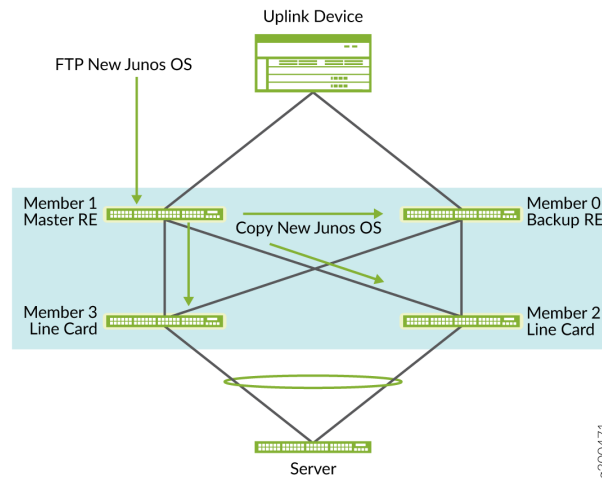 Uplink Device
FTP New Junos OS
Member 1
Master RE
Member 0
Backup RE
Copy New Junos OS
Member 3
Line Card
Member 2
Line Card
Server